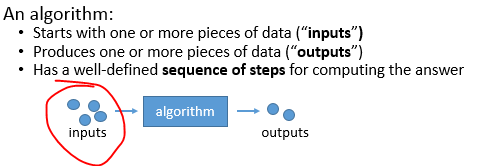 An algorithm:
• Starts with one or more pieces of data (“inputs”)
• Produces one or more pieces of data (“outputs”)
• Has a well-defined sequence of steps for computing the answer
algorithm
inputs
outputs